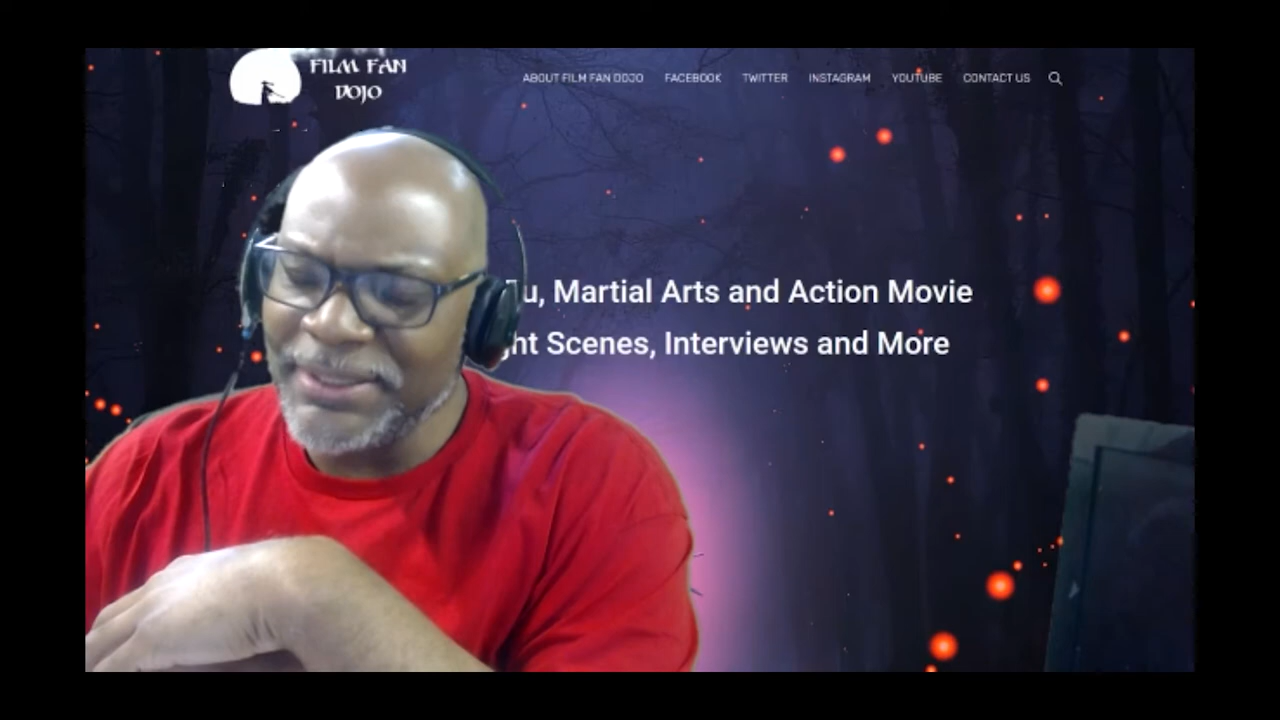 FILM FAN
DOJO
ABOUT FILM FAN DOJO FACEBOOK TWITTER INSTAGRAM YOUTUBE CONTACT US
Martial Arts and Action Movie
Scenes, Interviews and More